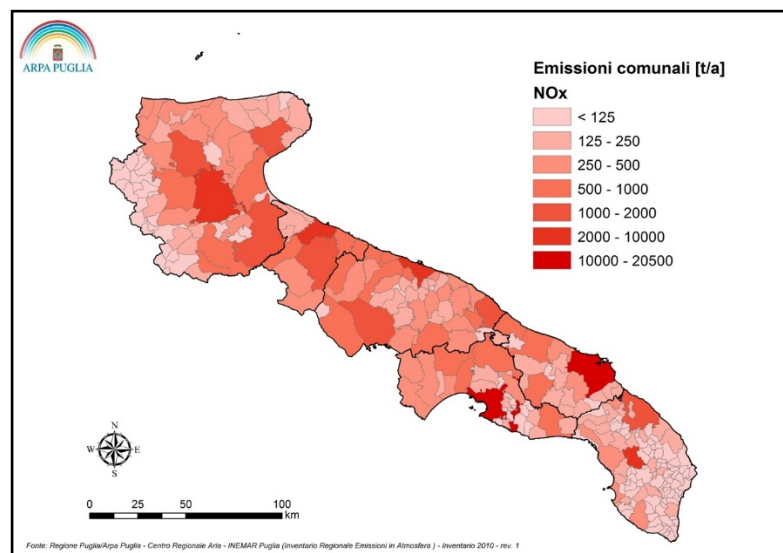 ARPA PUGLIA
Emissioni comunali [t/a]
NOx
< 125
125 - 250
250 - 500
500 - 1000
1000 - 2000
2000 - 10000
10000 - 20500
N
W E
S
0 25 50 100
km
Fonte: Regione Puglia/Arpa Puglia - Centro Regionale Aria - INEMAR Puglia (Inventario Regionale Emissioni in Atmosfera ) - Inventario 2010 - rev. 1